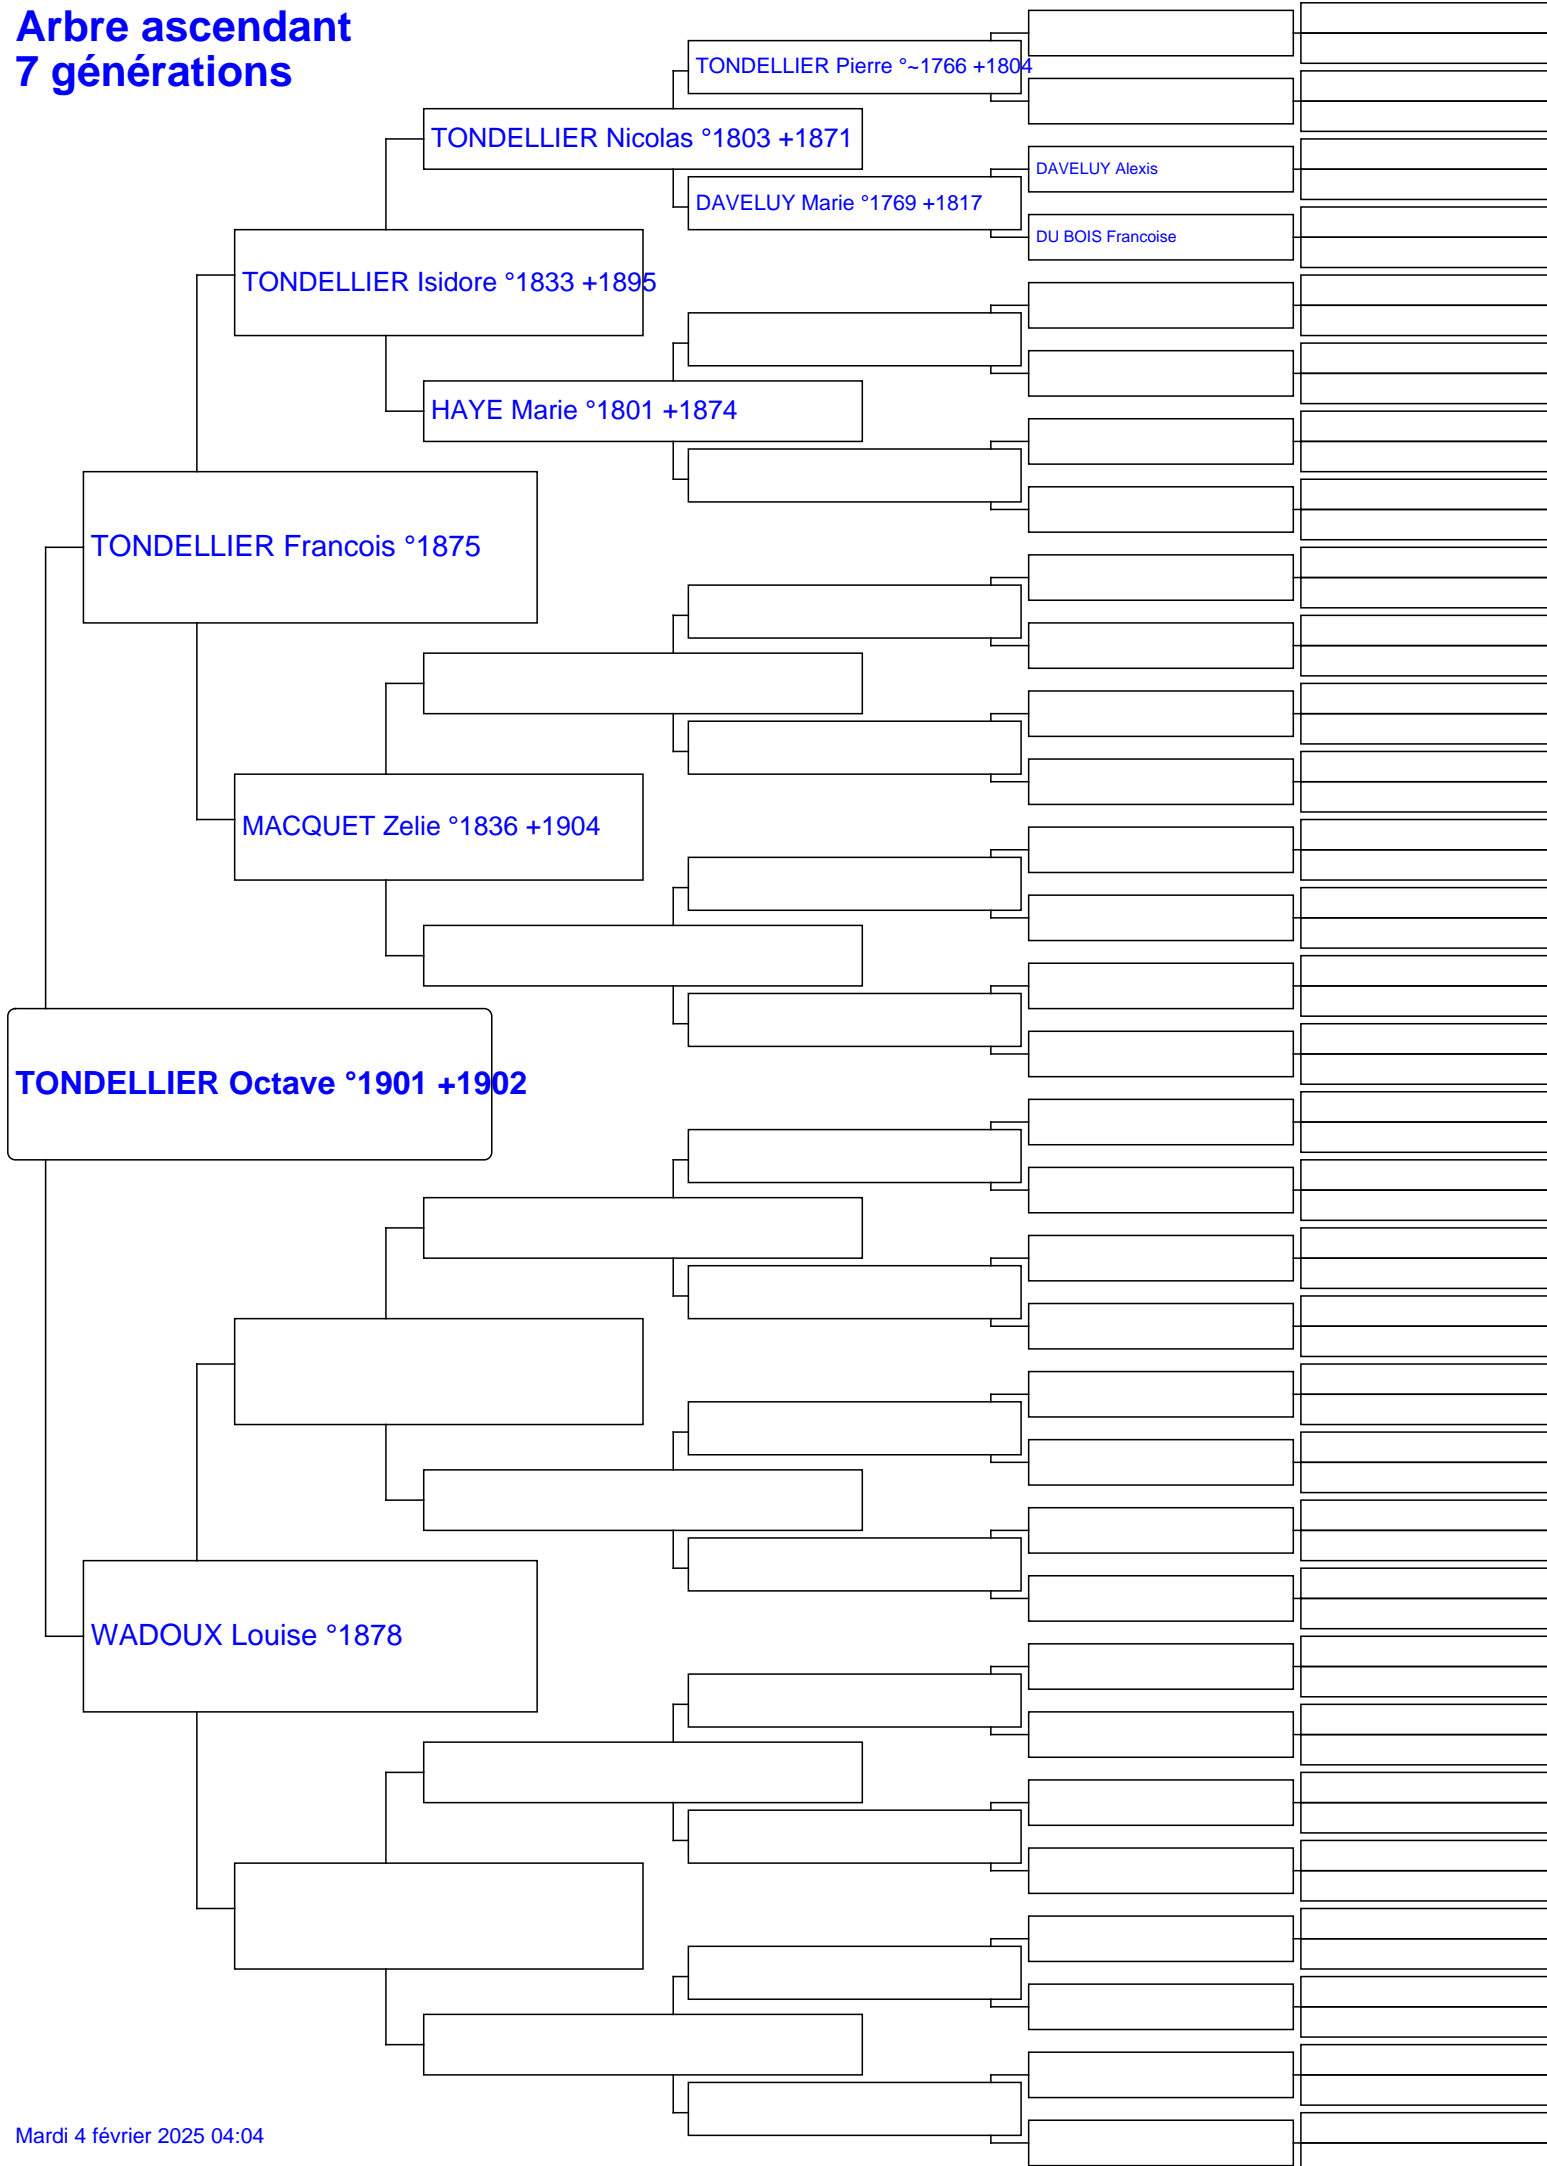 Arbre ascendant
7 générations
TONDELLIER Pierre °~1766 +1804
TONDELLIER Nicolas °1803 +1871
DAVELUY Alexis
DAVELUY Marie °1769 +1817
DU BOIS Francoise
TONDELLIER Isidore °1833 +1895
HAYE Marie °1801 +1874
TONDELLIER Francois °1875
MACQUET Zelie °1836 +1904
TONDELLIER Octave °1901 +1902
WADOUX Louise °1878
Mardi 4 février 2025 04:04